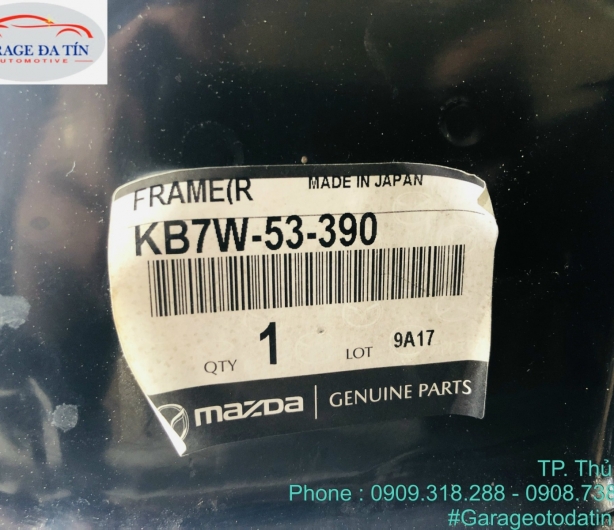 GARAGE ĐA TÍN
AUTOMOTIVE
FRAME(R MADE IN JAPAN
KB7W-53-390
QTY 1 LOT 9A17
mazda | GENUINE PARTS
TP. Thủ
Phone : 0909.318.288 - 0908.738
#Garageotodatin